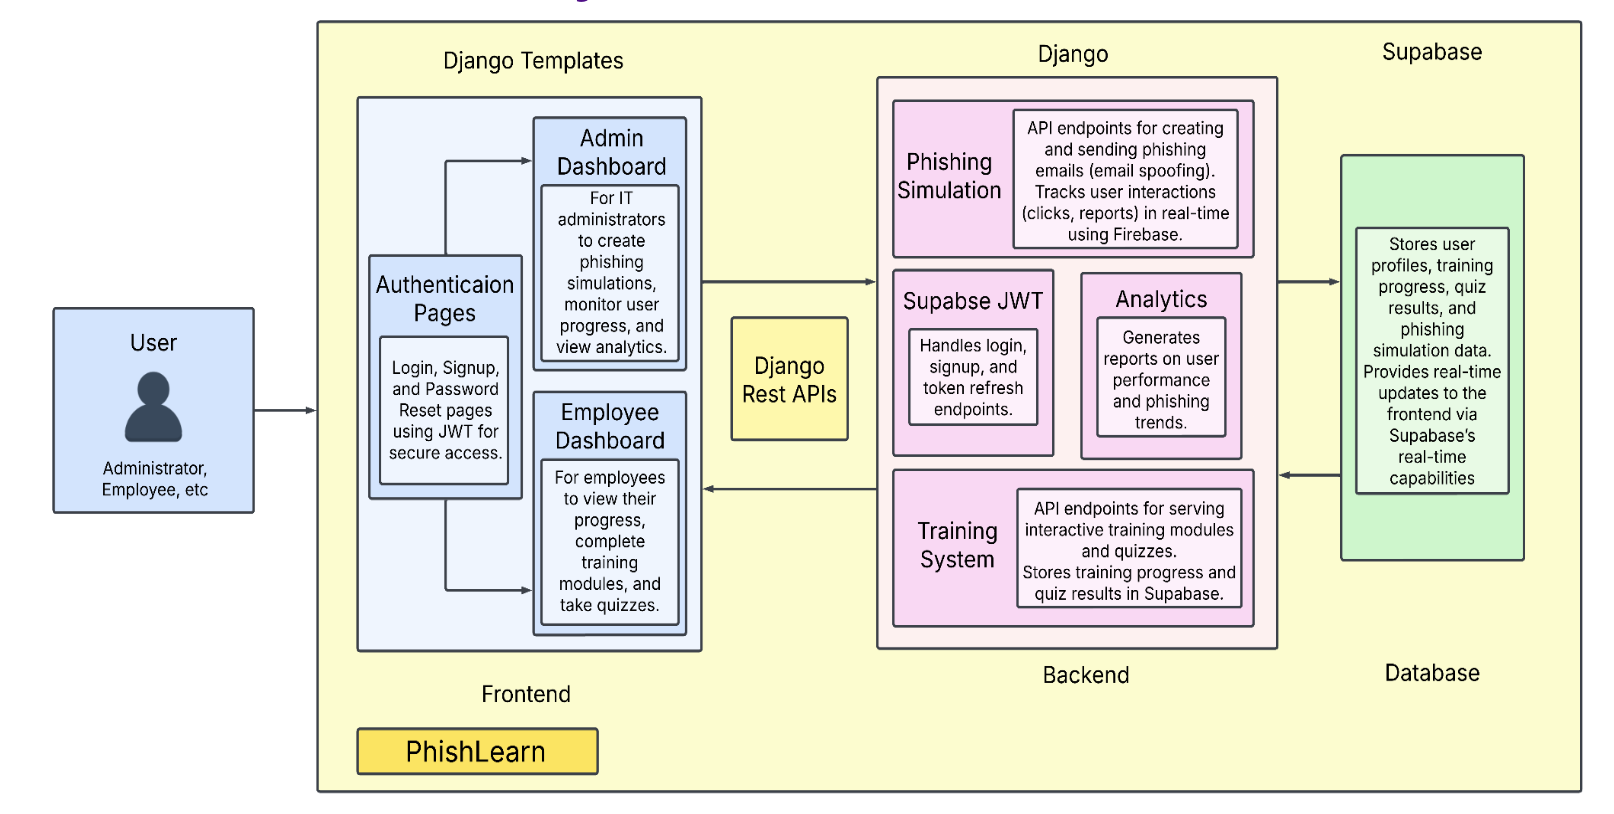 Django Templates
Django
Supabase
User
Administrator,
Employee, etc
Authenticaion
Pages
Login, Signup,
and Password
Reset pages
using JWT for
secure access.
Admin
Dashboard
For IT
administrators
to create
phishing
simulations,
monitor user
progress, and
view analytics.
Employee
Dashboard
For employees
to view their
progress,
complete
training
modules, and
take quizzes.
Frontend
PhishLearn
Django
Rest APIs
Phishing
Simulation
API endpoints for creating
and sending phishing
emails (email spoofing).
Tracks user interactions
(clicks, reports) in real-time
using Firebase.
Supabse JWT
Handles login,
signup, and
token refresh
endpoints.
Analytics
Generates
reports on user
performance
and phishing
trends.
Training
System
API endpoints for serving
interactive training modules
and quizzes.
Stores training progress and
quiz results in Supabase.
Backend
Stores user
profiles, training
progress, quiz
results, and
phishing
simulation data.
Provides real-time
updates to the
frontend via
Supabase's
real-time
capabilities
Database